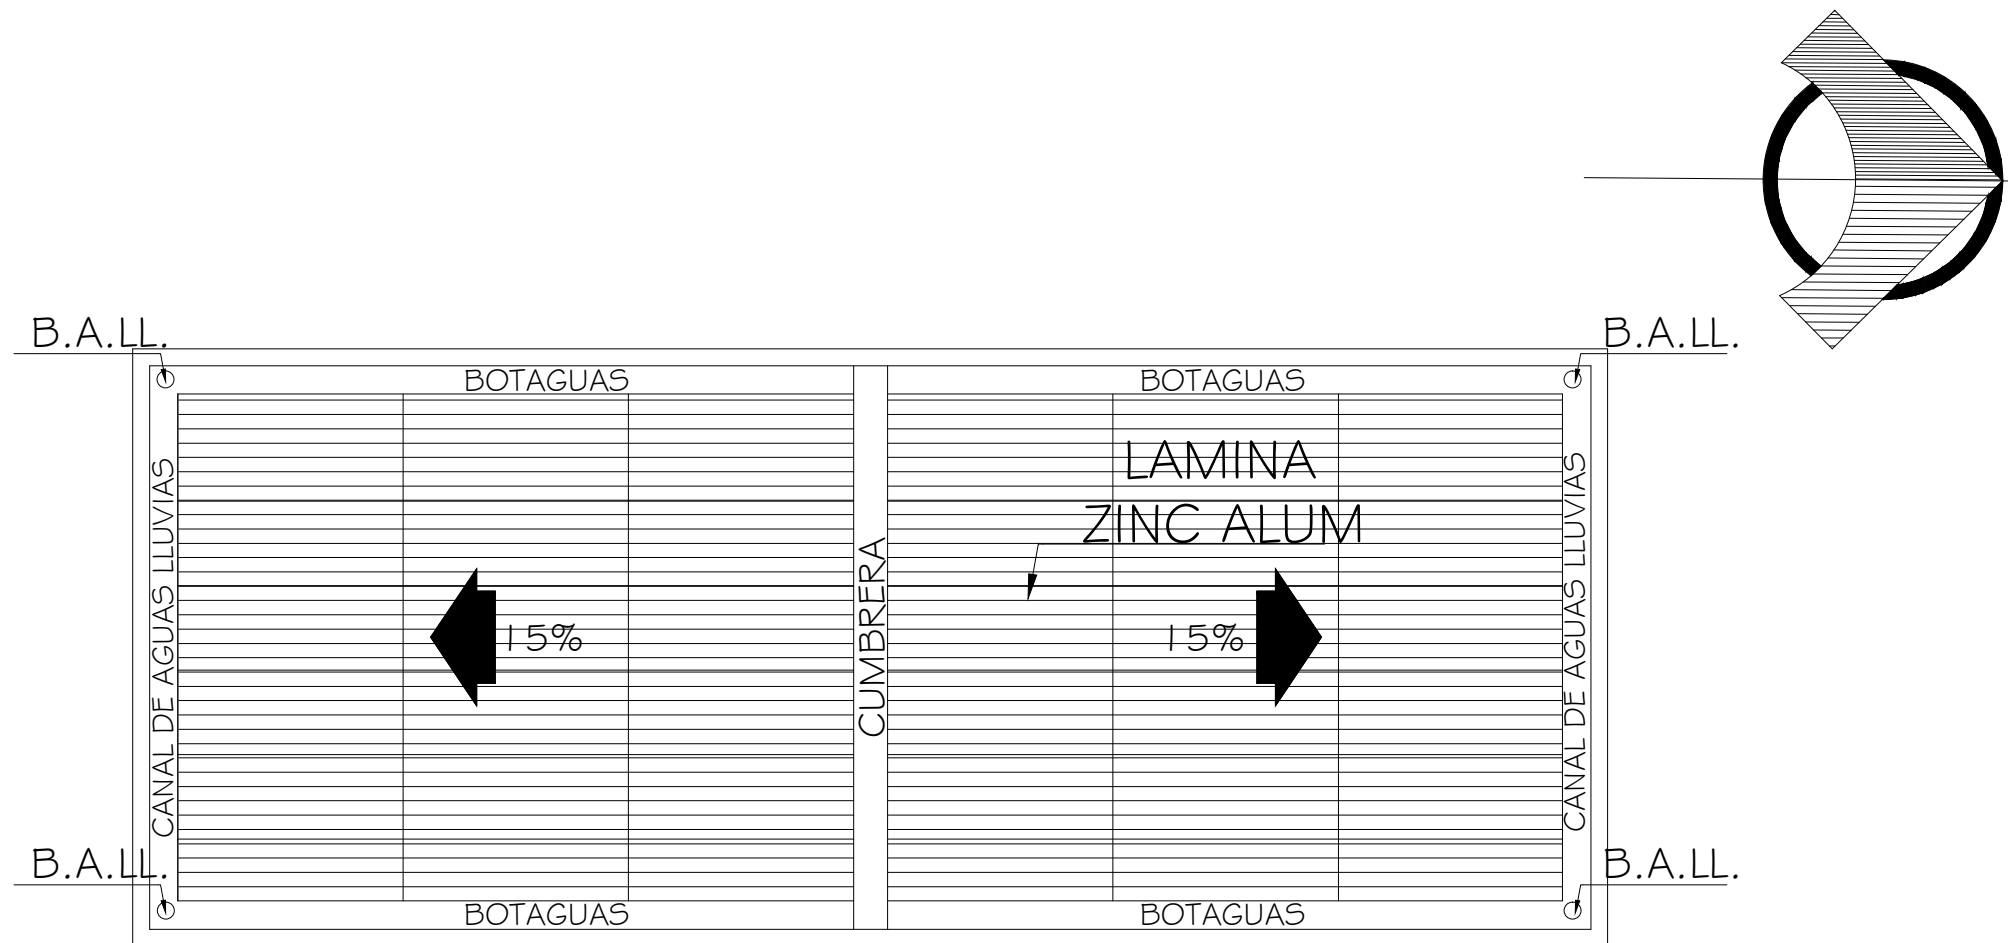 B.A.LL.
B.A.LL.
BOTAGUAS
BOTAGUAS
LAMINA
ZINC ALUM
CANAL DE AGUAS LLUVIAS
CUMBRERA
CANAL DE AGUAS LLUVIAS
15%
15%
B.A.LL.
B.A.LL.
BOTAGUAS
BOTAGUAS